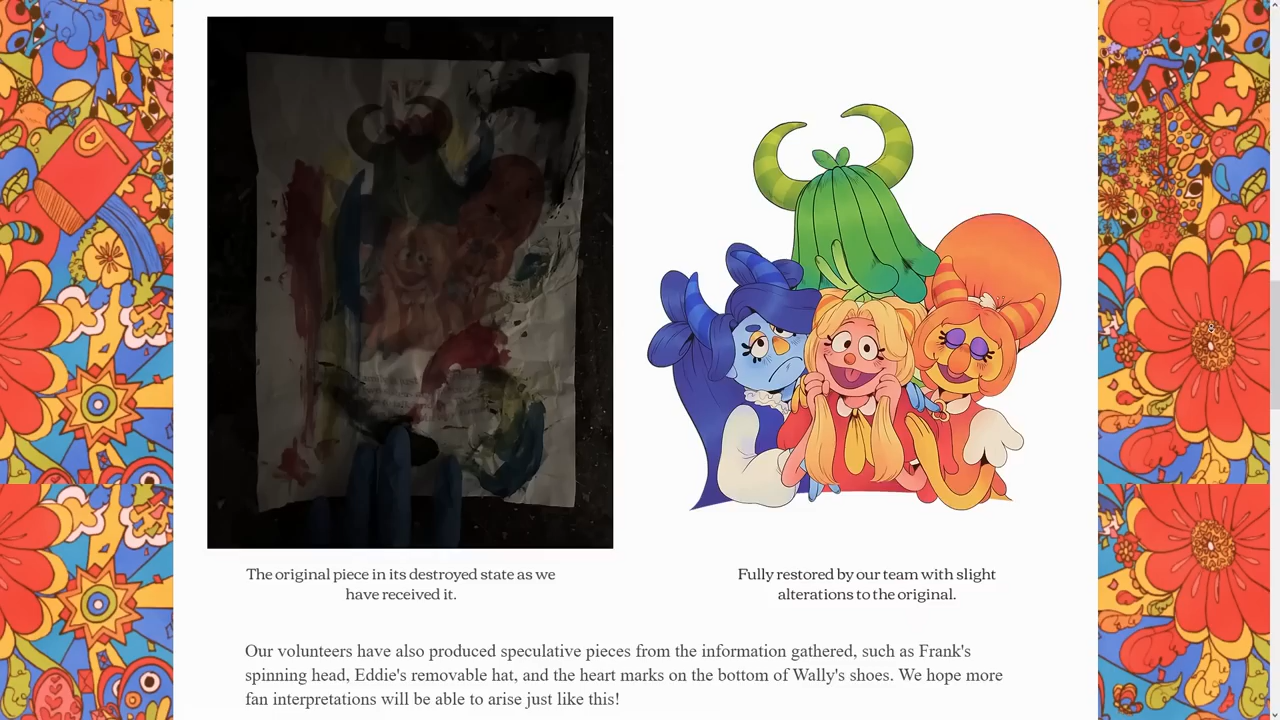 The original piece in its destroyed state as we
have received it.
Fully restored by our team with slight
alterations to the original.
Our volunteers have also produced speculative pieces from the information gathered, such as Frank's
spinning head, Eddie's removable hat, and the heart marks on the bottom of Wally's shoes. We hope more
fan interpretations will be able to arise just like this!